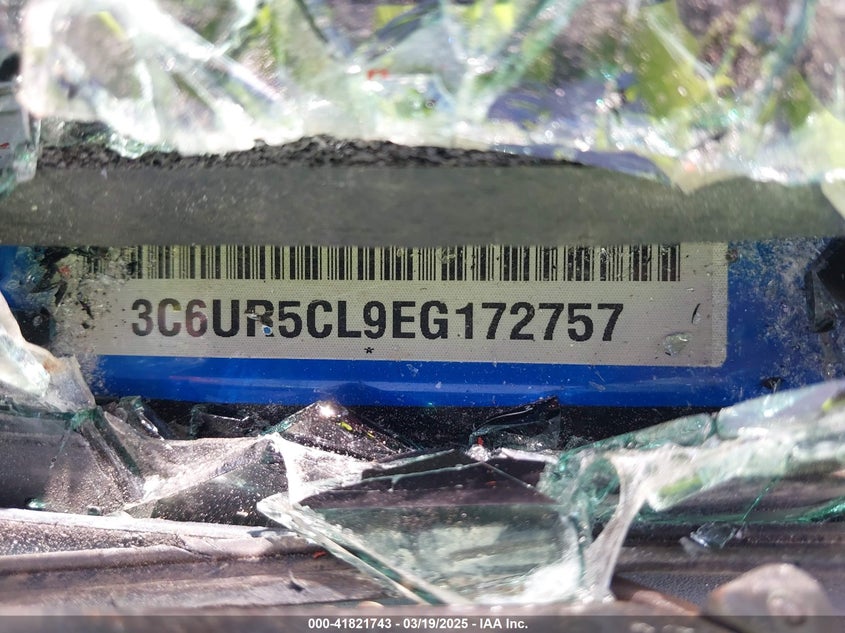 3C6UR5CL9EG172757
*
000-41821743 - 03/19/2025 - IAA Inc.